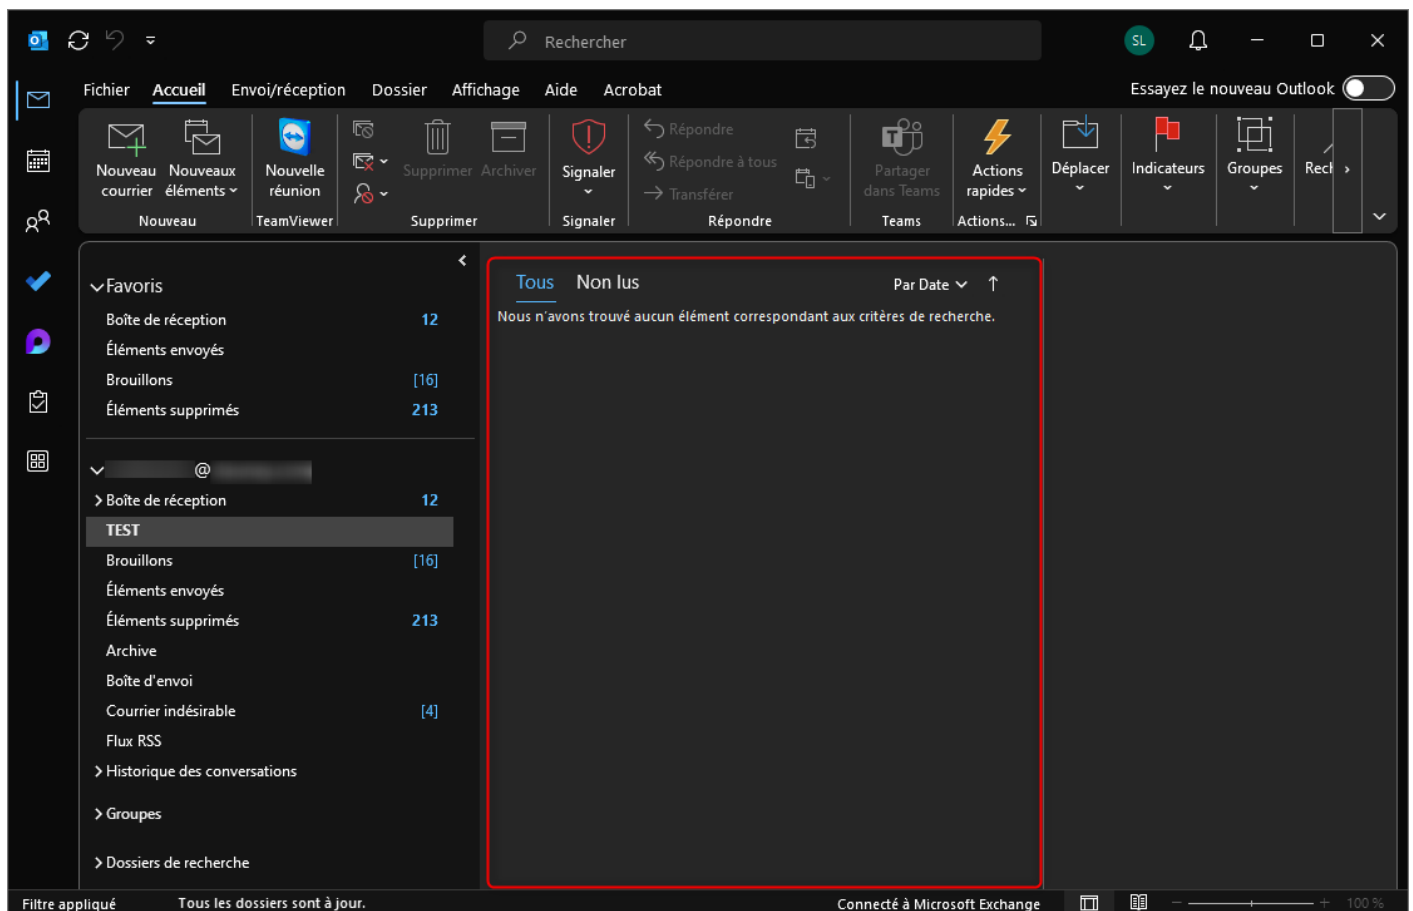 Rechercher
SL
Fichier Accueil Envoi/réception Dossier Affichage Aide Acrobat
Essayez le nouveau Outlook
Nouveau courrier
Nouveaux éléments
Nouveau
Nouvelle réunion
TeamViewer
Supprimer
Archiver
Supprimer
Signaler
Signaler
Répondre
Répondre à tous
Transférer
Répondre
Partager dans Teams
Teams
Actions rapides
Actions...
Déplacer
Indicateurs
Groupes
Favoris
Boîte de réception 12
Éléments envoyés
Brouillons [16]
Éléments supprimés 213
@
Boîte de réception 12
TEST
Brouillons [16]
Éléments envoyés
Éléments supprimés 213
Archive
Boîte d'envoi
Courrier indésirable [4]
Flux RSS
Historique des conversations
Groupes
Dossiers de recherche
Tous Non lus Par Date
Nous n'avons trouvé aucun élément correspondant aux critères de recherche.
Filtre appliqué Tous les dossiers sont à jour. Connecté à Microsoft Exchange 100 %